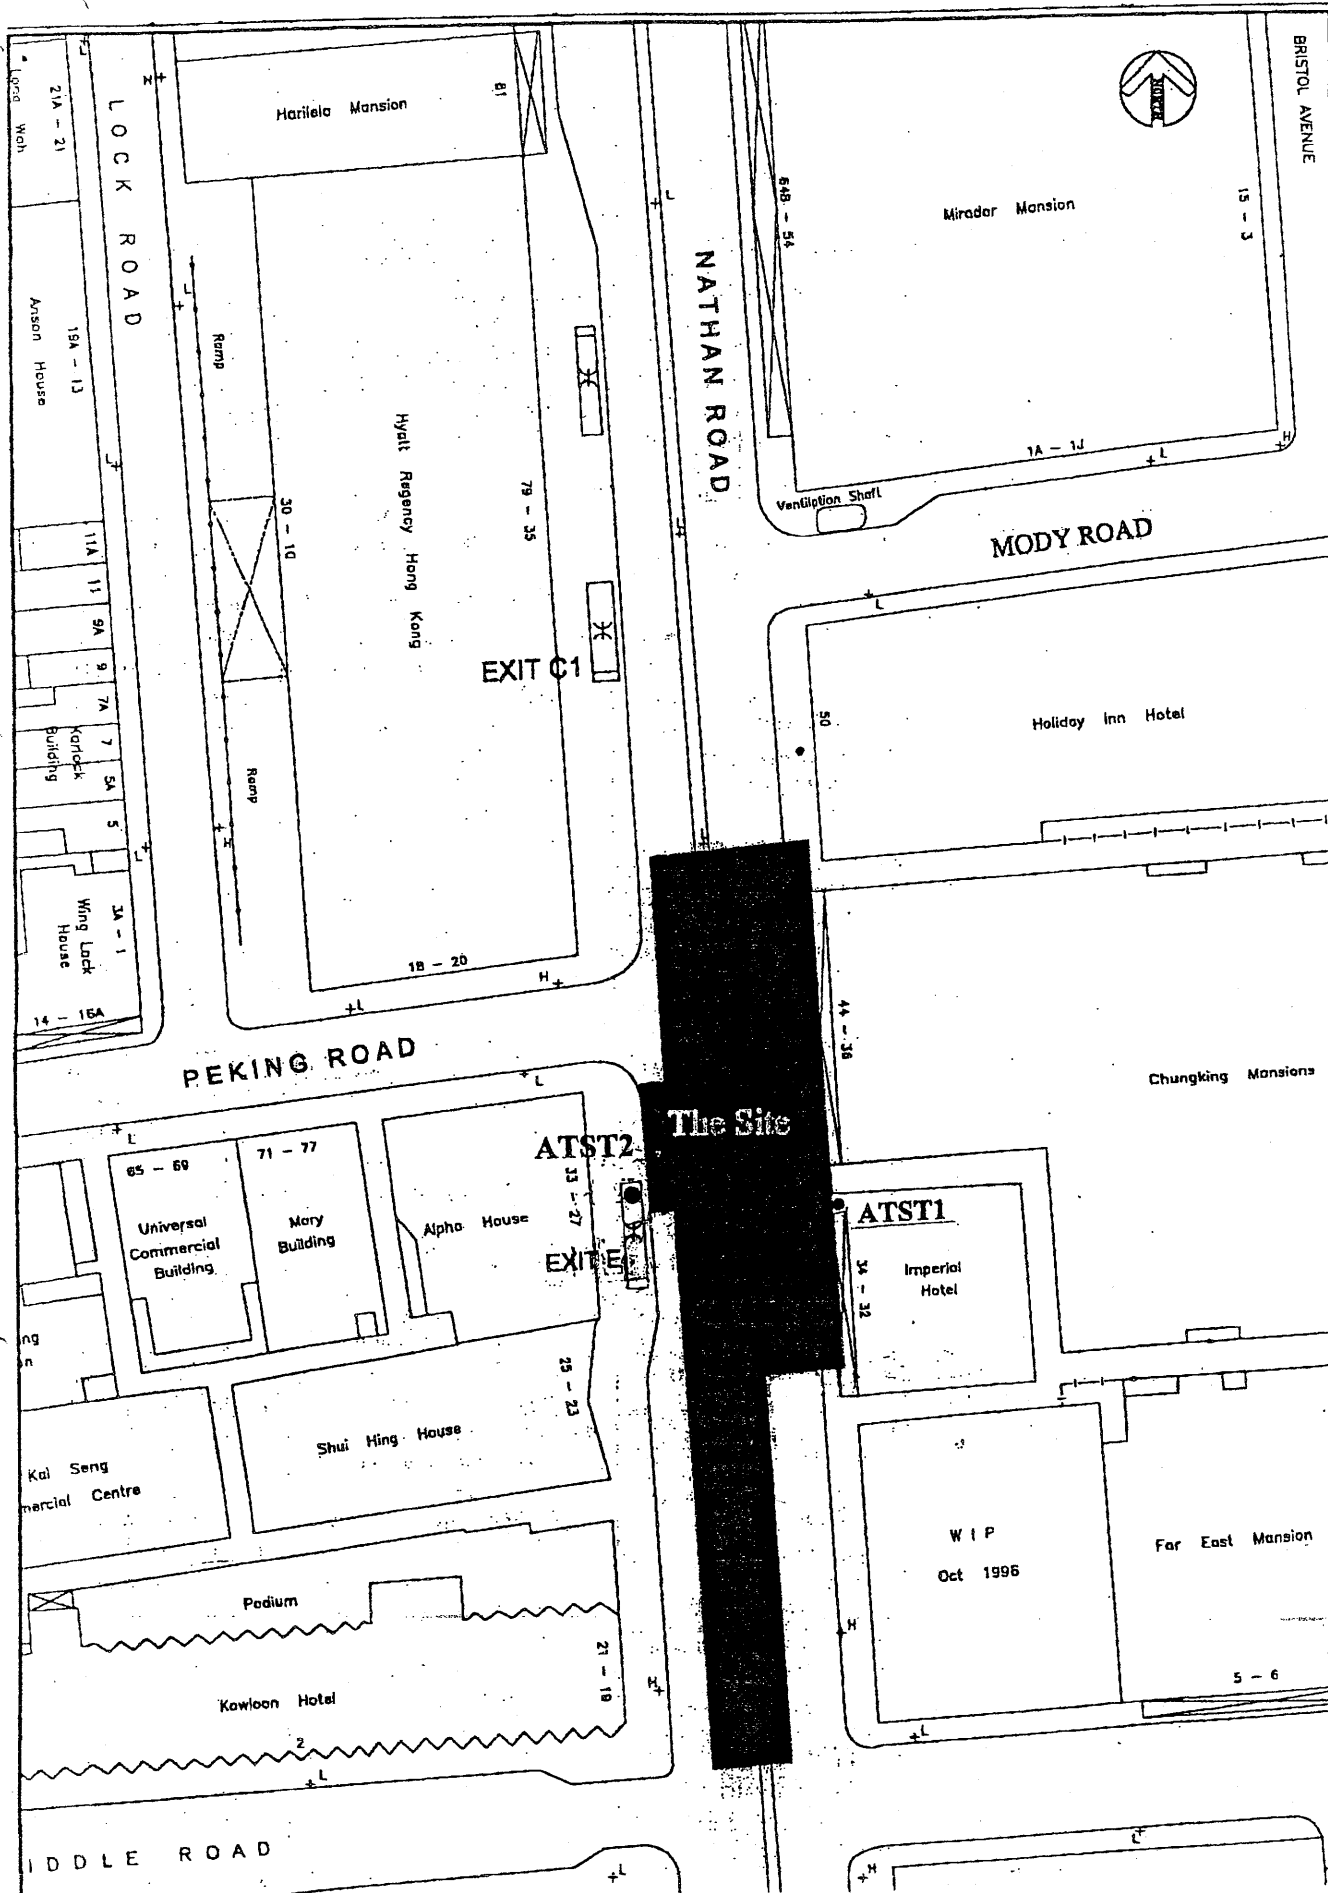 BRISTOL AVENUE
NORTH
21A - 21
LOCK ROAD
Harilela Mansion
81
64B - 54
Mirador Mansion
15 - 3
NATHAN ROAD
Anson House
19A - 13
Ramp
Hyatt Regency Hong Kong
79 - 35
30 - 10
1A - 1J
Ventilation Shaft
MODY ROAD
11A
11
9A
9
7A
7
5A
5
Karlock
Building
EXIT C1
50
Holiday Inn Hotel
Ramp
3A - 1
Wing Lock
House
14 - 16A
18 - 20
44 - 36
PEKING ROAD
Chungking Mansions
The Site
65 - 69
71 - 77
ATST2
33 - 27
ATST1
Universal
Commercial
Building
Mary
Building
Alpha House
EXIT E
34 - 32
Imperial
Hotel
ng
n
25 - 23
Shui Hing House
Kai Seng
mercial Centre
W I P
Oct 1996
Far East Mansion
Podium
21 - 19
Kowloon Hotel
2
5 - 6
IDDLE ROAD